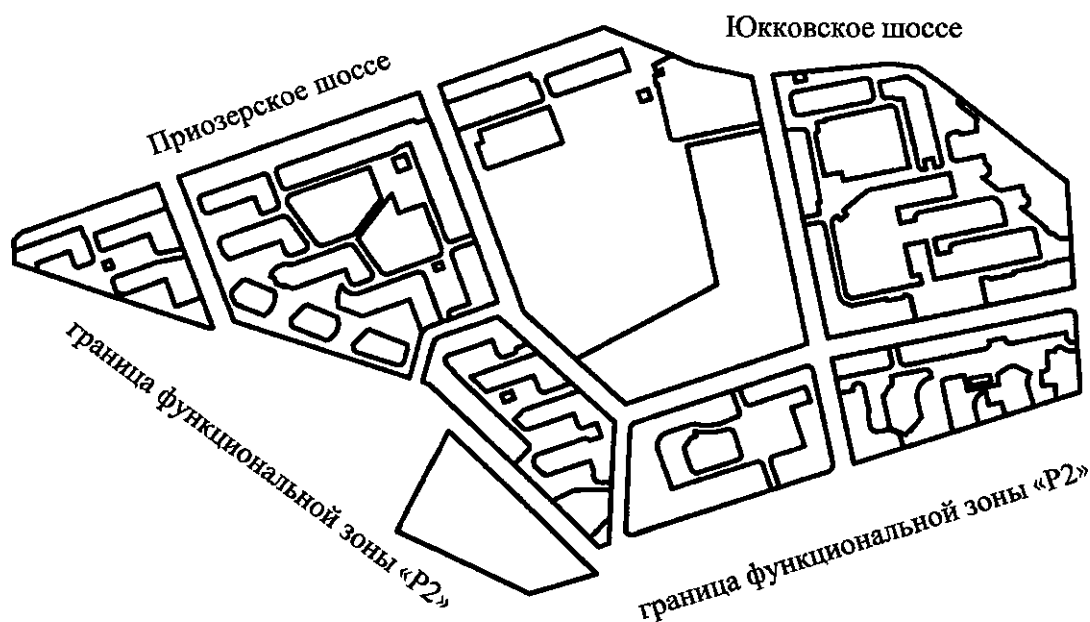 Юкковское шоссе
Приозерское шоссе
граница функциональной зоны «Р2»
граница функциональной зоны «Р2»